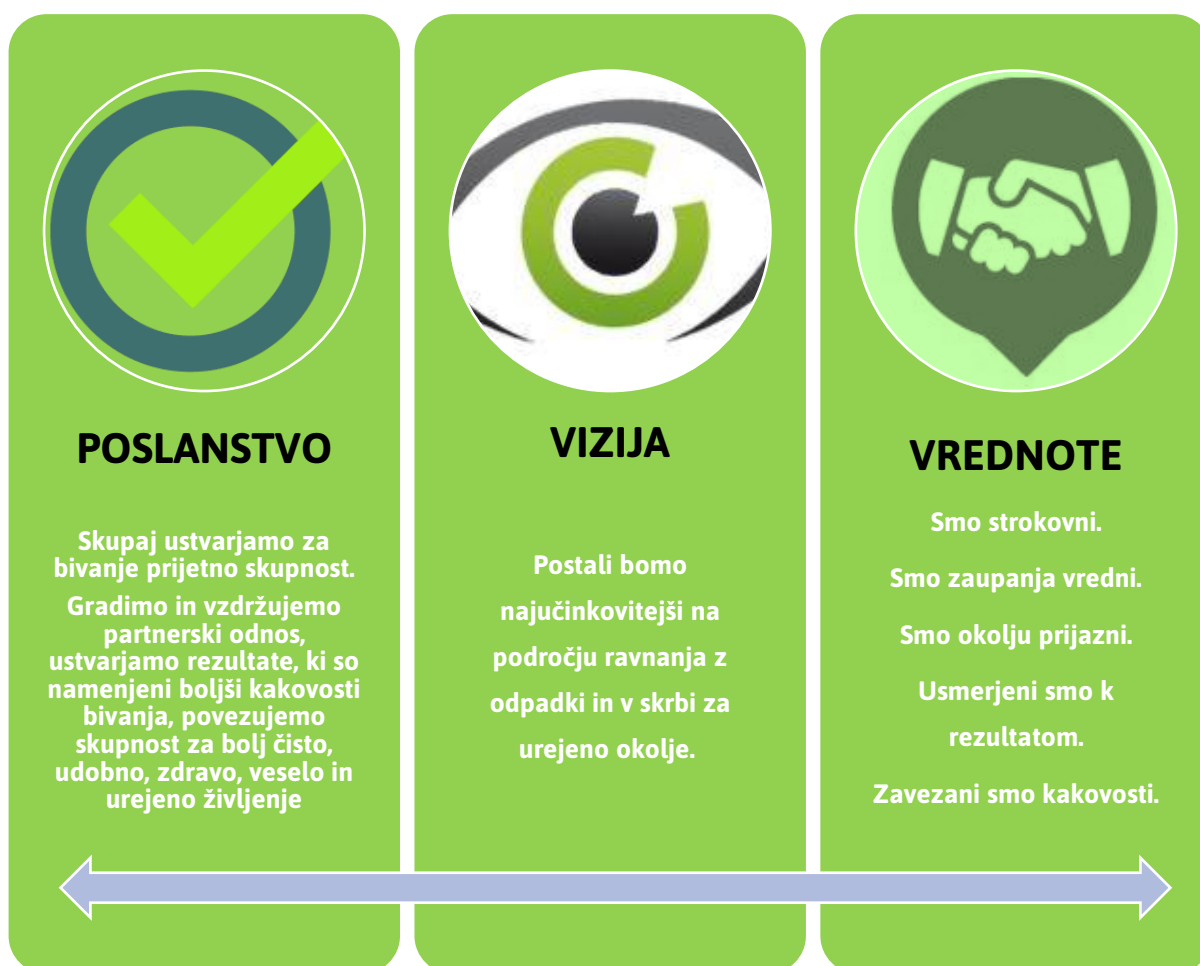 POSLANSTVO
Skupaj ustvarjamo za
bivanje prijetno skupnost.
Gradimo in vzdržujemo
partnerski odnos,
ustvarjamo rezultate, ki so
namenjeni boljši kakovosti
bivanja, povezujemo
skupnost za bolj čisto,
udobno, zdravo, veselo in
urejeno življenje
VIZIJA
Postali bomo
najučinkovitejši na
področju ravnanja z
odpadki in v skrbi za
urejeno okolje.
VREDNOTE
Smo strokovni.
Smo zaupanja vredni.
Smo okolju prijazni.
Usmerjeni smo k
rezultatom.
Zavezani smo kakovosti.